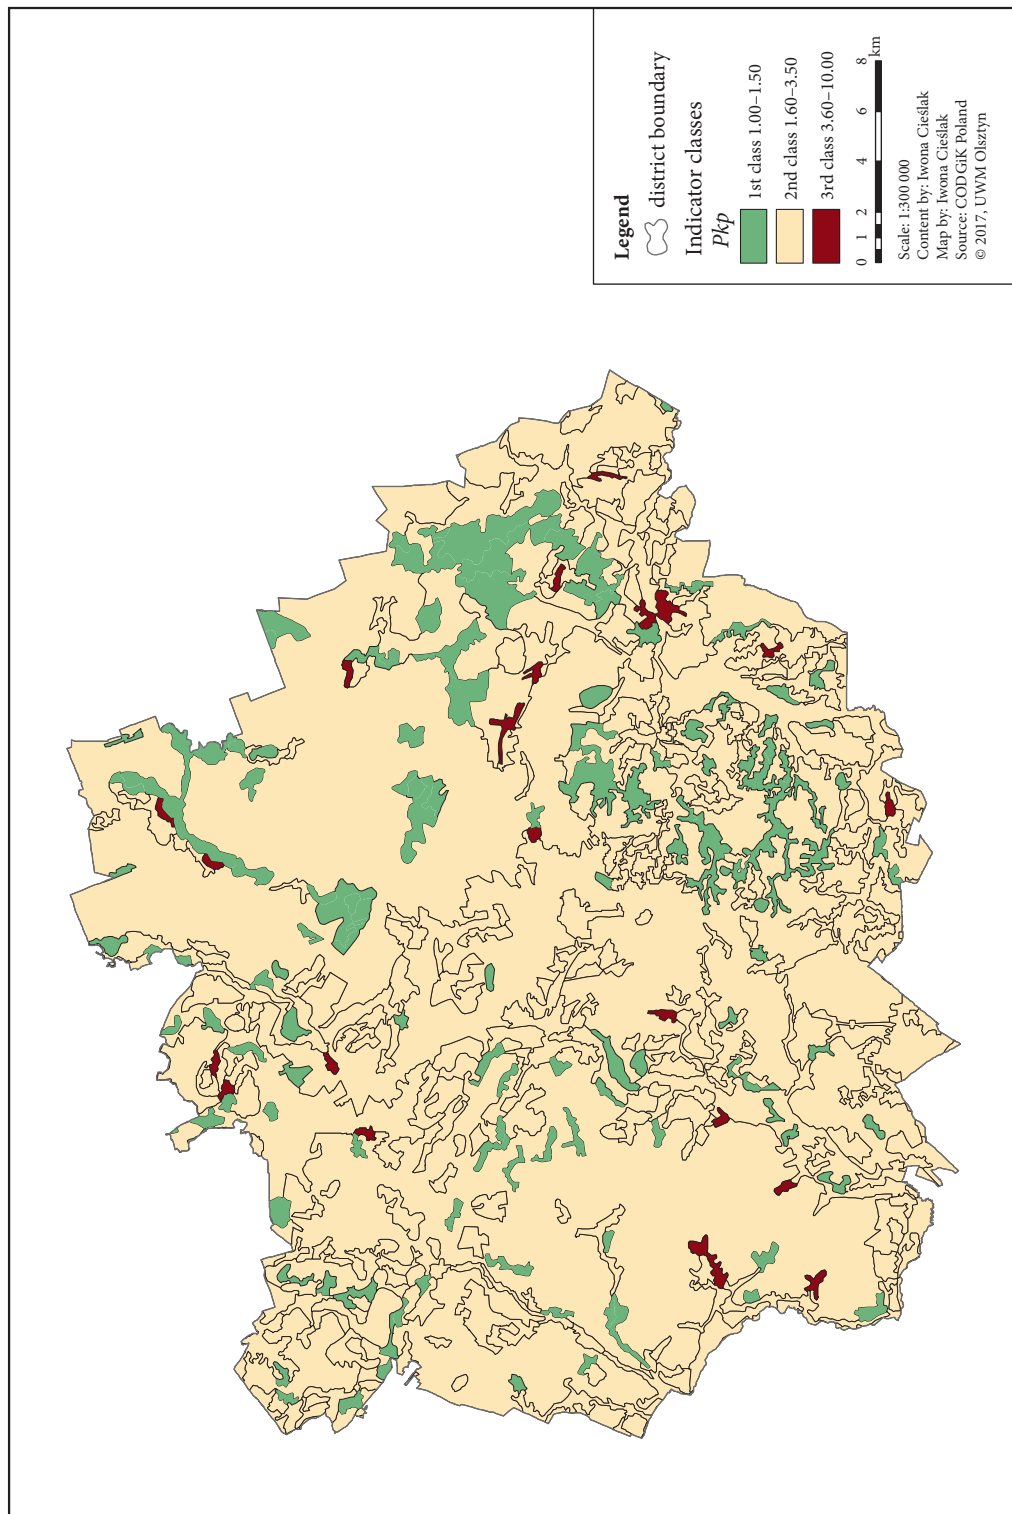 Legend
district boundary
Indicator classes
Pkp
1st class 1.00–1.50
2nd class 1.60–3.50
3rd class 3.60–10.00
0 1 2 4 6 8
km
Scale: 1:300 000
Content by: Iwona Cieślak
Map by: Iwona Cieślak
Source: CODGiK Poland
© 2017, UWM Olsztyn